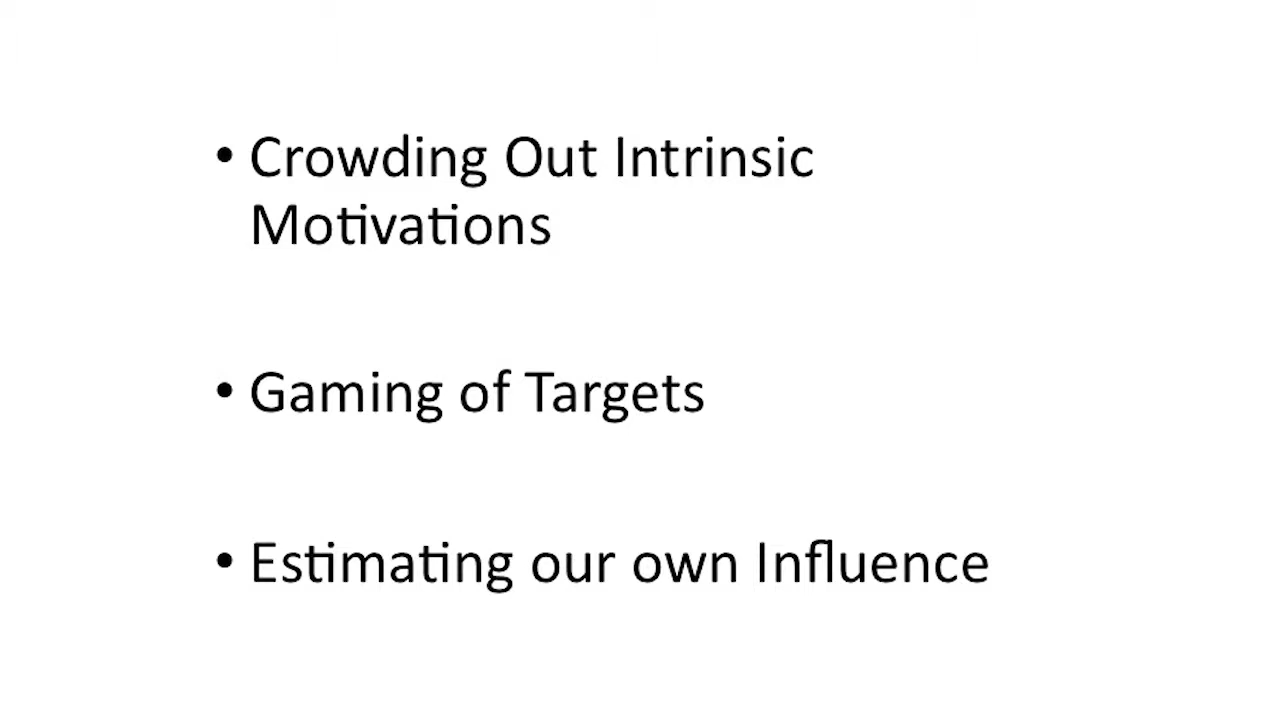 • Crowding Out Intrinsic
Motivations
• Gaming of Targets
• Estimating our own Influence